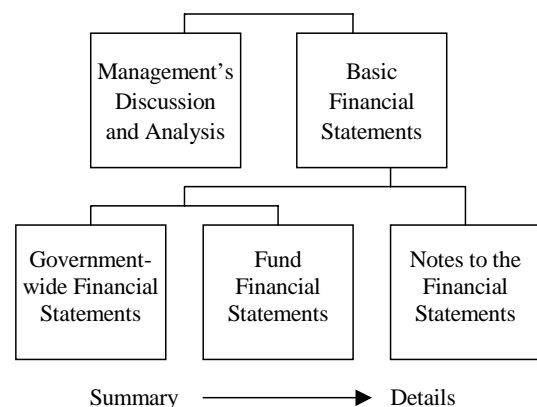 Management’s
Discussion
and Analysis
Basic
Financial
Statements
Government-
wide Financial
Statements
Fund
Financial
Statements
Notes to the
Financial
Statements
Summary
Details